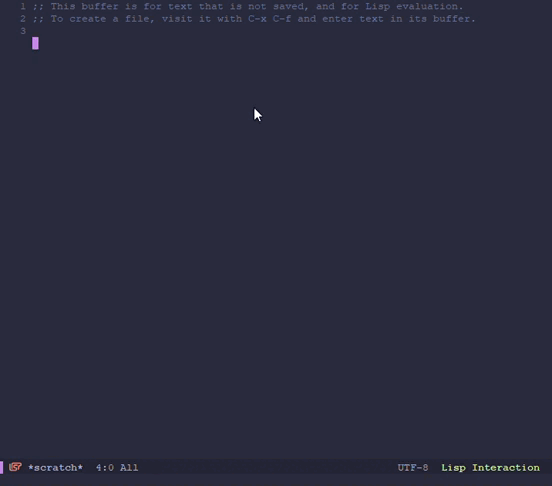 1 ;; This buffer is for text that is not saved, and for Lisp evaluation.
2 ;; To create a file, visit it with C-x C-f and enter text in its buffer.
3
*scratch* 4:0 All UTF-8 Lisp Interaction